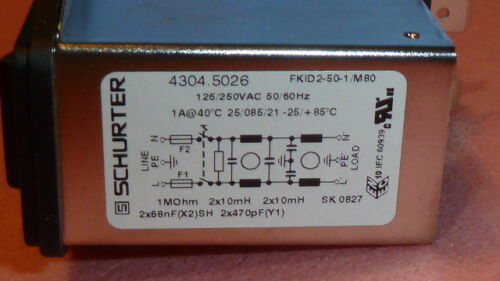 SCHURTER
4304.5026 FKID2-50-1/M80
125/250VAC 50/60Hz
1A@40°C 25/085/21 -25/+85°C
N F2 N'
LINE PE PE LOAD
L F1 L'
1MOhm 2x10mH 2x10mH SK 0827
2x68nF(X2)SH 2x470pF(Y1)
10 IEC 60939